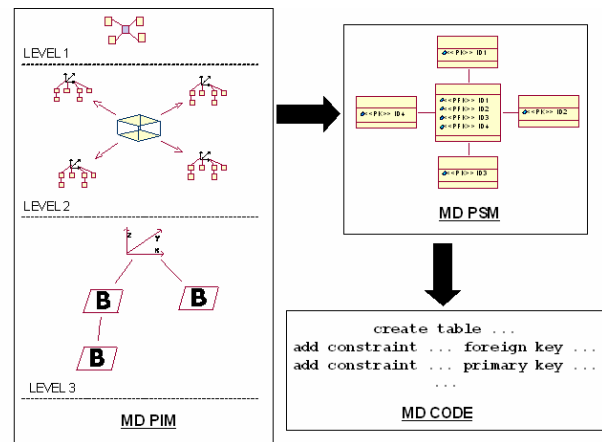 LEVEL 1
LEVEL 2
Z
Y
X
B
B
B
LEVEL 3
MD PIM
<<PK>> ID1
<<PFK>> ID1
<<PFK>> ID2
<<PFK>> ID3
<<PFK>> ID4
<<PK>> ID4
<<PK>> ID2
<<PK>> ID3
MD PSM
create table ...
add constraint ... foreign key ...
add constraint ... primary key ...
...
MD CODE